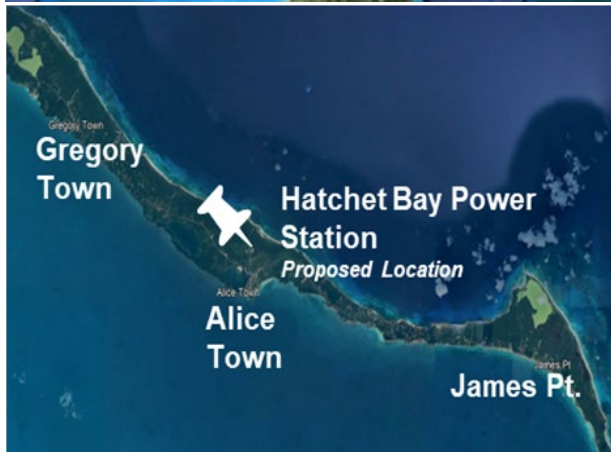 Gregory Town
Gregory
Town
Hatchet Bay Power
Station
Proposed Location
Alice Town
Alice
Town
James Pt
James Pt.